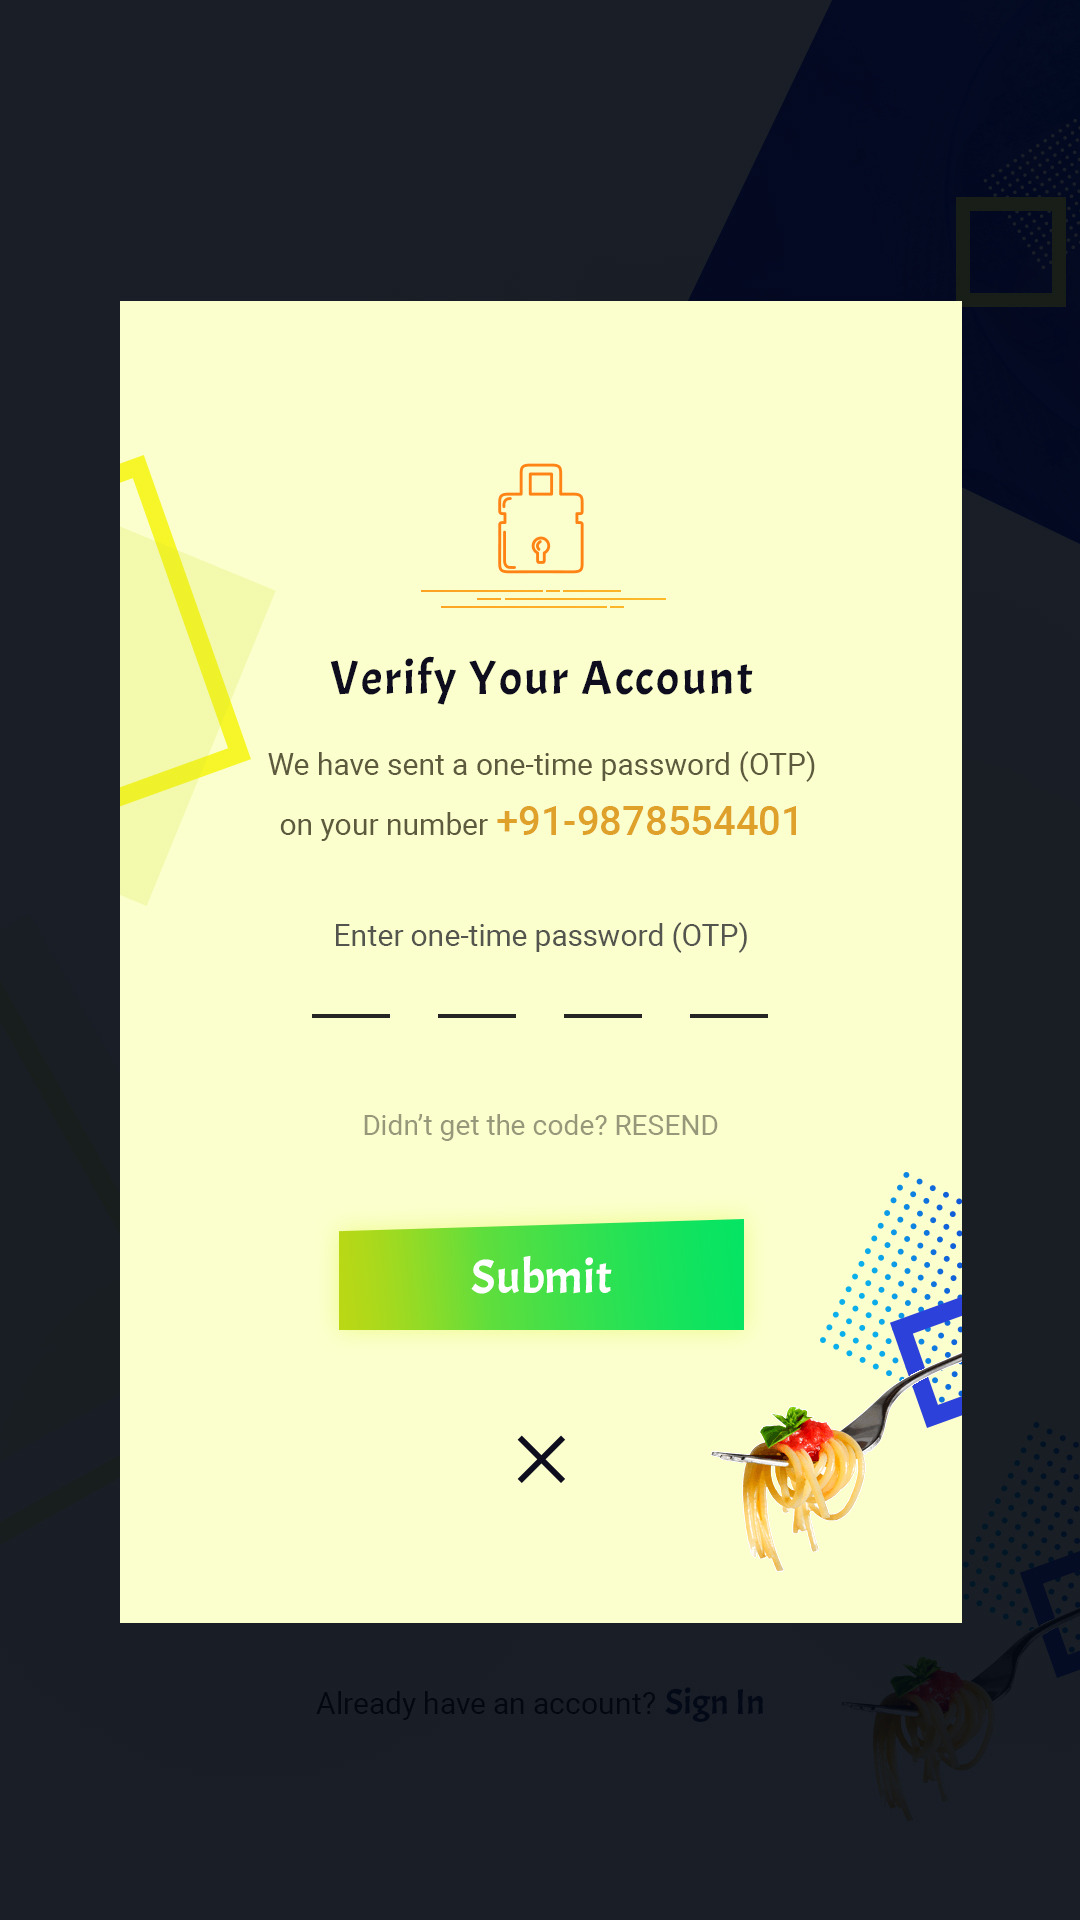 Verify Your Account
We have sent a one-time password (OTP)
on your number +91-9878554401
Enter one-time password (OTP)
Didn’t get the code? RESEND
Submit
Already have an account? Sign In